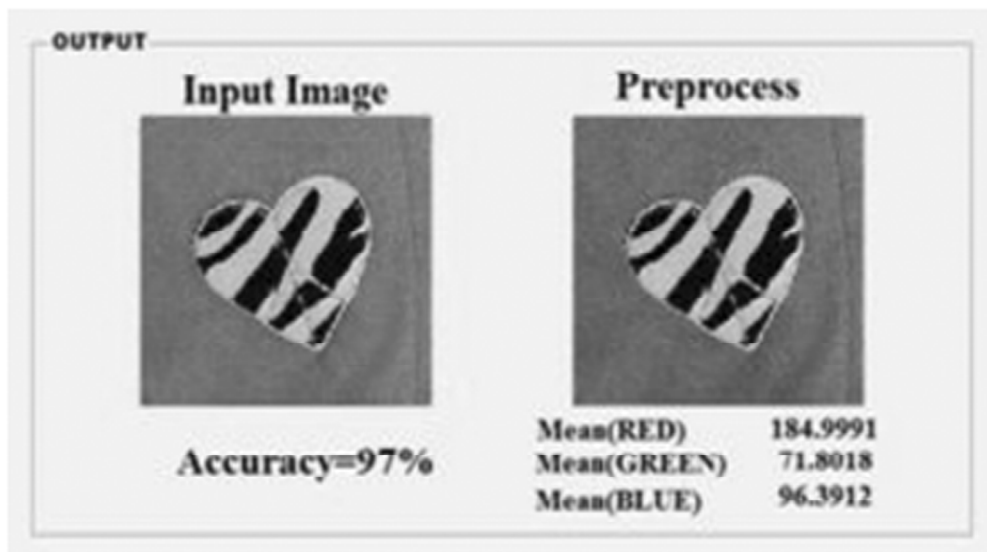 OUTPUT
Input Image
Preprocess
Accuracy=97%
Mean(RED) 184.9991
Mean(GREEN) 71.8018
Mean(BLUE) 96.3912